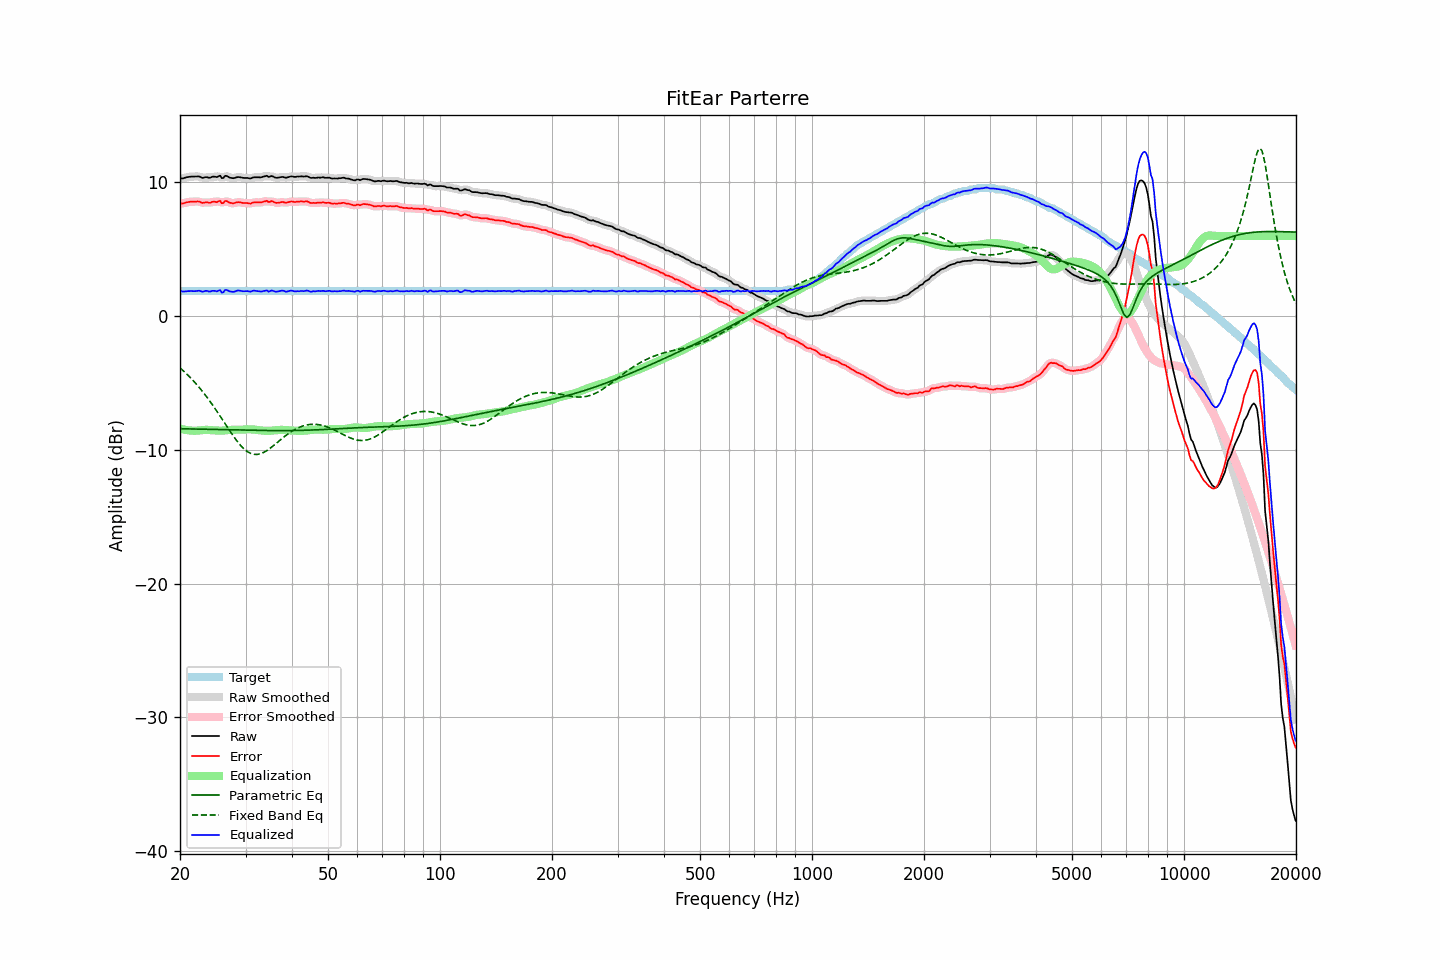 FitEar Parterre
10
0
−10
−20
−30
−40
Amplitude (dBr)
Target
Raw Smoothed
Error Smoothed
Raw
Error
Equalization
Parametric Eq
Fixed Band Eq
Equalized
20 50 100 200 500 1000 2000 5000 10000 20000
Frequency (Hz)